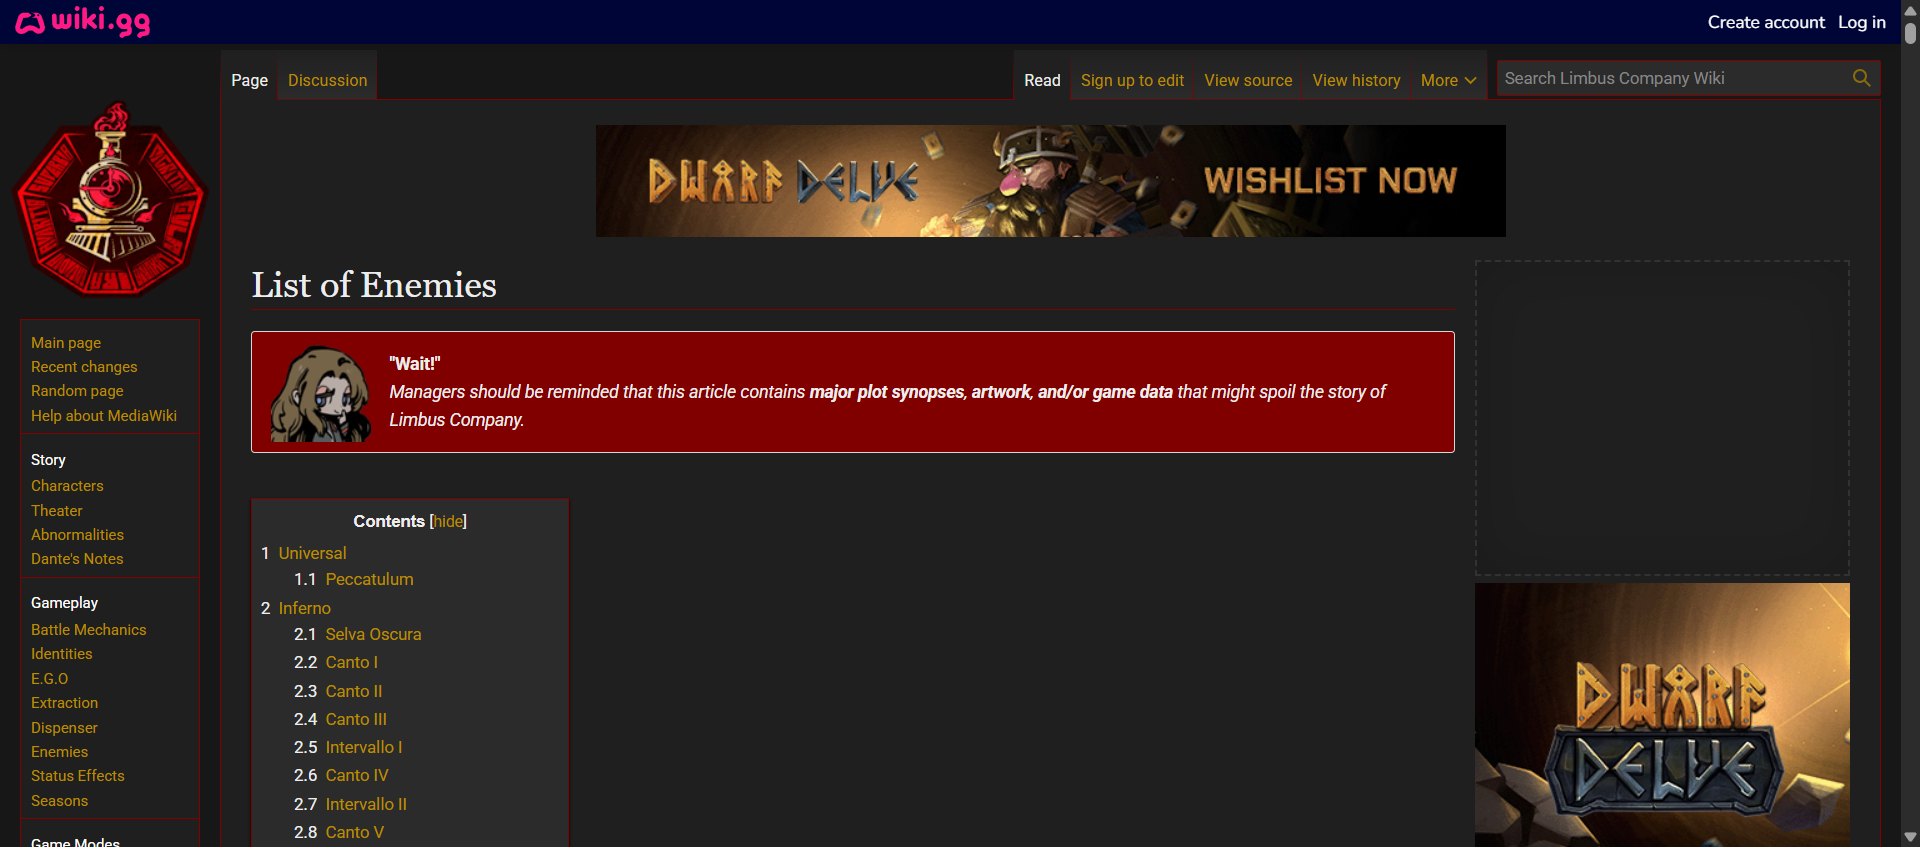 wiki.gg
Create account
Log in
Page
Discussion
Read
Sign up to edit
View source
View history
More
Search Limbus Company Wiki
DWARF DELVE
WISHLIST NOW
List of Enemies
"Wait!"
Managers should be reminded that this article contains major plot synopses, artwork, and/or game data that might spoil the story of
Limbus Company.
Main page
Recent changes
Random page
Help about MediaWiki
Story
Characters
Theater
Abnormalities
Dante's Notes
Gameplay
Battle Mechanics
Identities
E.G.O
Extraction
Dispenser
Enemies
Status Effects
Seasons
Game Modes
Contents [hide]
1 Universal
1.1 Peccatulum
2 Inferno
2.1 Selva Oscura
2.2 Canto I
2.3 Canto II
2.4 Canto III
2.5 Intervallo I
2.6 Canto IV
2.7 Intervallo II
2.8 Canto V
DWARF
DELVE